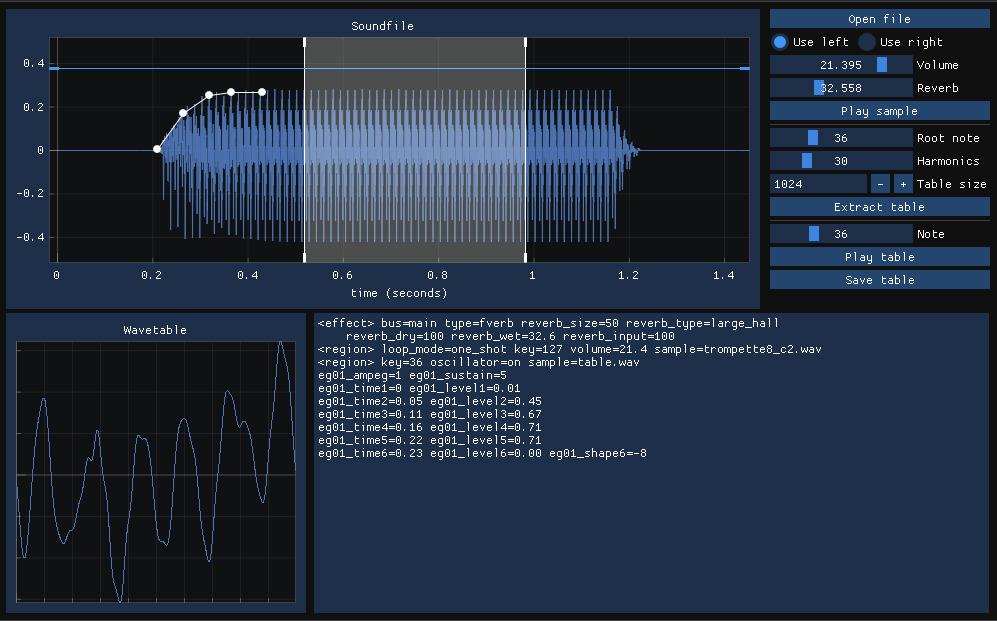 Soundfile
0.4
0.2
0
-0.2
-0.4
0
0.2
0.4
0.6
0.8
1
1.2
1.4
time (seconds)
Open file
Use left Use right
21.395 Volume
32.558 Reverb
Play sample
36 Root note
30 Harmonics
1024 - + Table size
Extract table
36 Note
Play table
Save table
Wavetable
<effect> bus=main type=fverb reverb_size=50 reverb_type=large_hall
reverb_dry=100 reverb_wet=32.6 reverb_input=100
<region> loop_mode=one_shot key=127 volume=21.4 sample=trompette8_c2.wav
<region> key=36 oscillator=on sample=table.wav
eg01_ampeg=1 eg01_sustain=5
eg01_time1=0 eg01_level1=0.01
eg01_time2=0.05 eg01_level2=0.45
eg01_time3=0.11 eg01_level3=0.67
eg01_time4=0.16 eg01_level4=0.71
eg01_time5=0.22 eg01_level5=0.71
eg01_time6=0.23 eg01_level6=0.00 eg01_shape6=-8